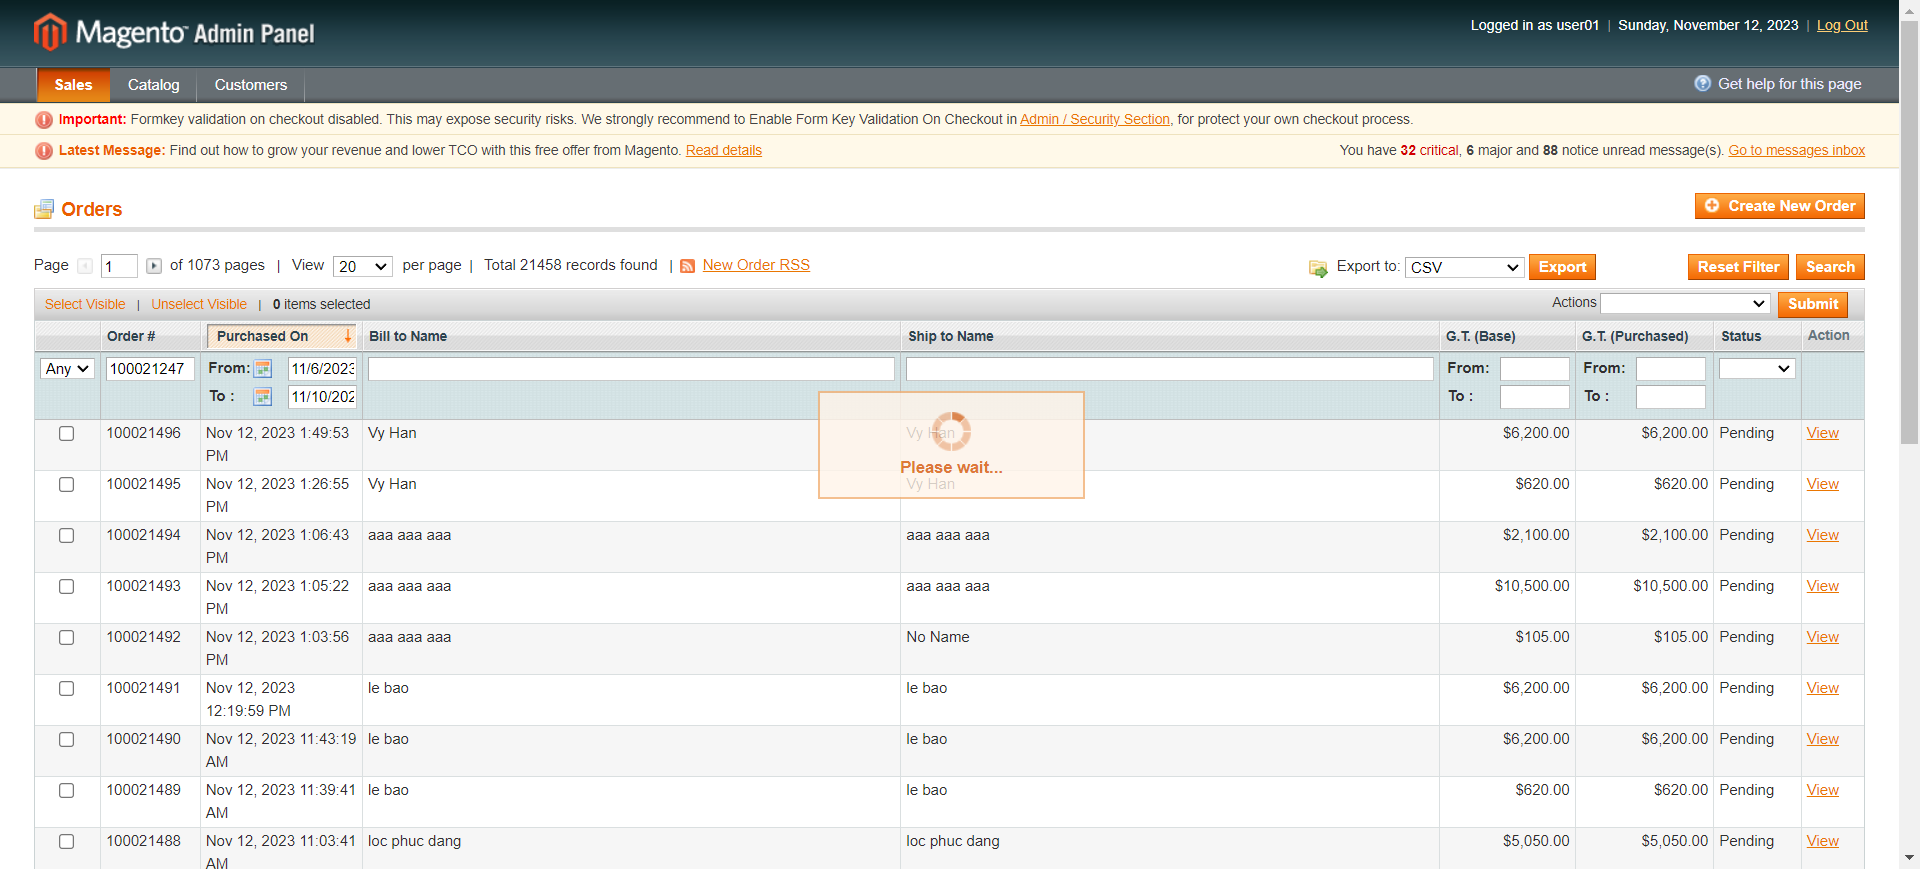 Magento Admin Panel
Logged in as user01 | Sunday, November 12, 2023 | Log Out
Sales Catalog Customers Get help for this page
Important: Formkey validation on checkout disabled. This may expose security risks. We strongly recommend to Enable Form Key Validation On Checkout in Admin / Security Section, for protect your own checkout process.
Latest Message: Find out how to grow your revenue and lower TCO with this free offer from Magento. Read details You have 32 critical, 6 major and 88 notice unread message(s). Go to messages inbox
Orders Create New Order
Page 1 of 1073 pages | View 20 per page | Total 21458 records found | New Order RSS Export to: CSV Export Reset Filter Search
Select Visible | Unselect Visible | 0 items selected Actions Submit
Order # Purchased On Bill to Name Ship to Name G.T. (Base) G.T. (Purchased) Status Action
Any 100021247 From: 11/6/2023 From: From:
To : 11/10/202 To : To :
100021496 Nov 12, 2023 1:49:53 PM Vy Han Vy Han $6,200.00 $6,200.00 Pending View
Please wait...
100021495 Nov 12, 2023 1:26:55 PM Vy Han Vy Han $620.00 $620.00 Pending View
100021494 Nov 12, 2023 1:06:43 PM aaa aaa aaa aaa aaa aaa $2,100.00 $2,100.00 Pending View
100021493 Nov 12, 2023 1:05:22 PM aaa aaa aaa aaa aaa aaa $10,500.00 $10,500.00 Pending View
100021492 Nov 12, 2023 1:03:56 PM aaa aaa aaa No Name $105.00 $105.00 Pending View
100021491 Nov 12, 2023 12:19:59 PM le bao le bao $6,200.00 $6,200.00 Pending View
100021490 Nov 12, 2023 11:43:19 AM le bao le bao $6,200.00 $6,200.00 Pending View
100021489 Nov 12, 2023 11:39:41 AM le bao le bao $620.00 $620.00 Pending View
100021488 Nov 12, 2023 11:03:41 AM loc phuc dang loc phuc dang $5,050.00 $5,050.00 Pending View